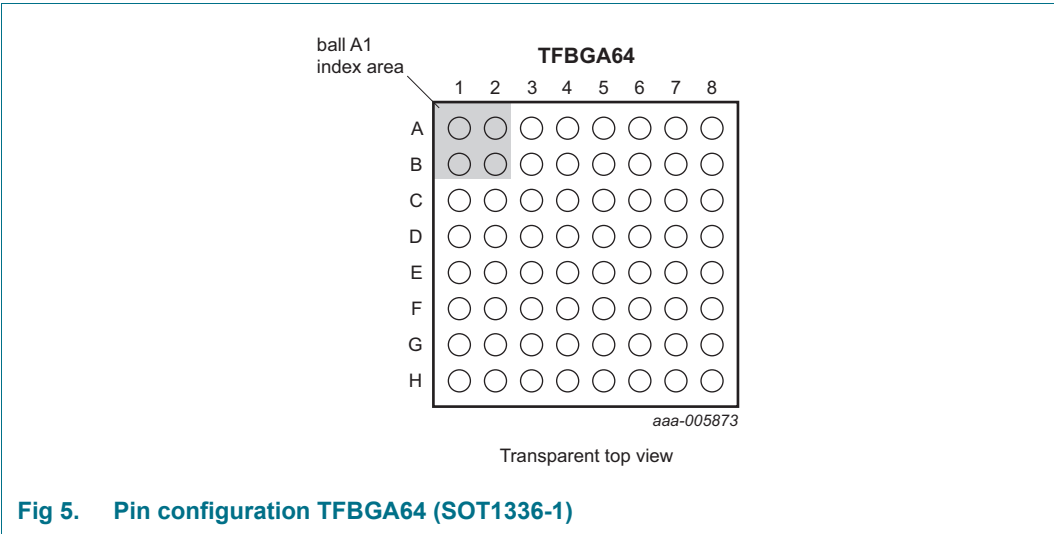 ball A1
index area
TFBGA64
1 2 3 4 5 6 7 8
A
B
C
D
E
F
G
H
aaa-005873
Transparent top view
Fig 5. Pin configuration TFBGA64 (SOT1336-1)